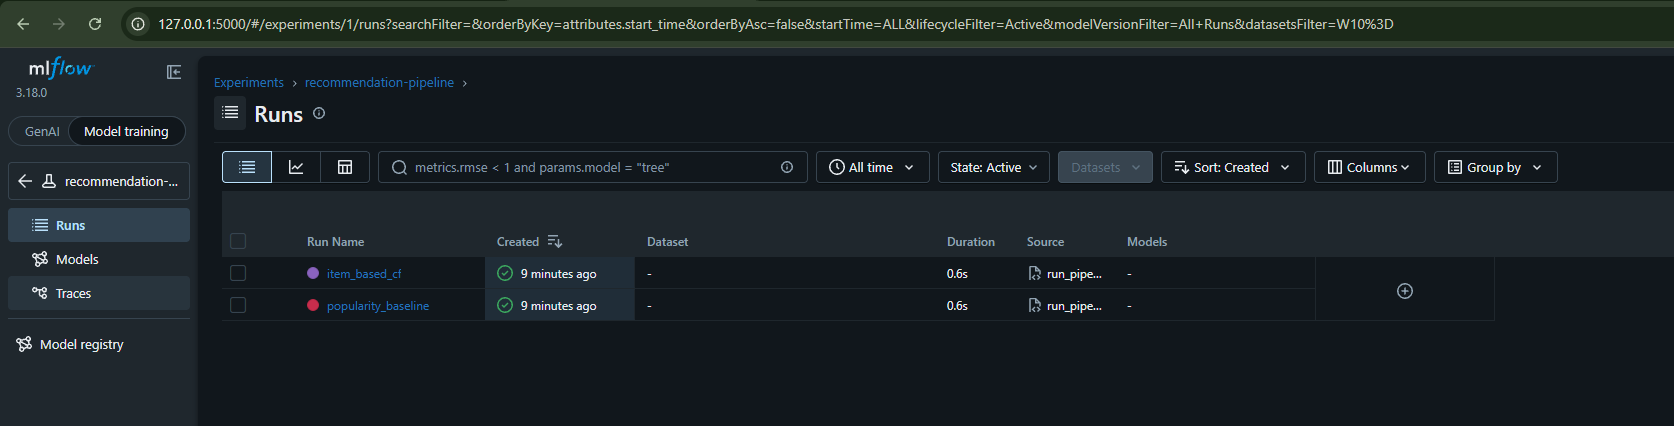 127.0.0.1:5000/#/experiments/1/runs?searchFilter=&orderByKey=attributes.start_time&orderByAsc=false&startTime=ALL&lifecycleFilter=Active&modelVersionFilter=All+Runs&datasetsFilter=W10%3D
mlflow
3.18.0
GenAI Model training
recommendation-...
Runs
Models
Traces
Model registry
Experiments › recommendation-pipeline ›
Runs
metrics.rmse < 1 and params.model = "tree" All time State: Active Datasets Sort: Created Columns Group by
Run Name Created Dataset Duration Source Models
item_based_cf 9 minutes ago - 0.6s run_pipe... -
popularity_baseline 9 minutes ago - 0.6s run_pipe... -